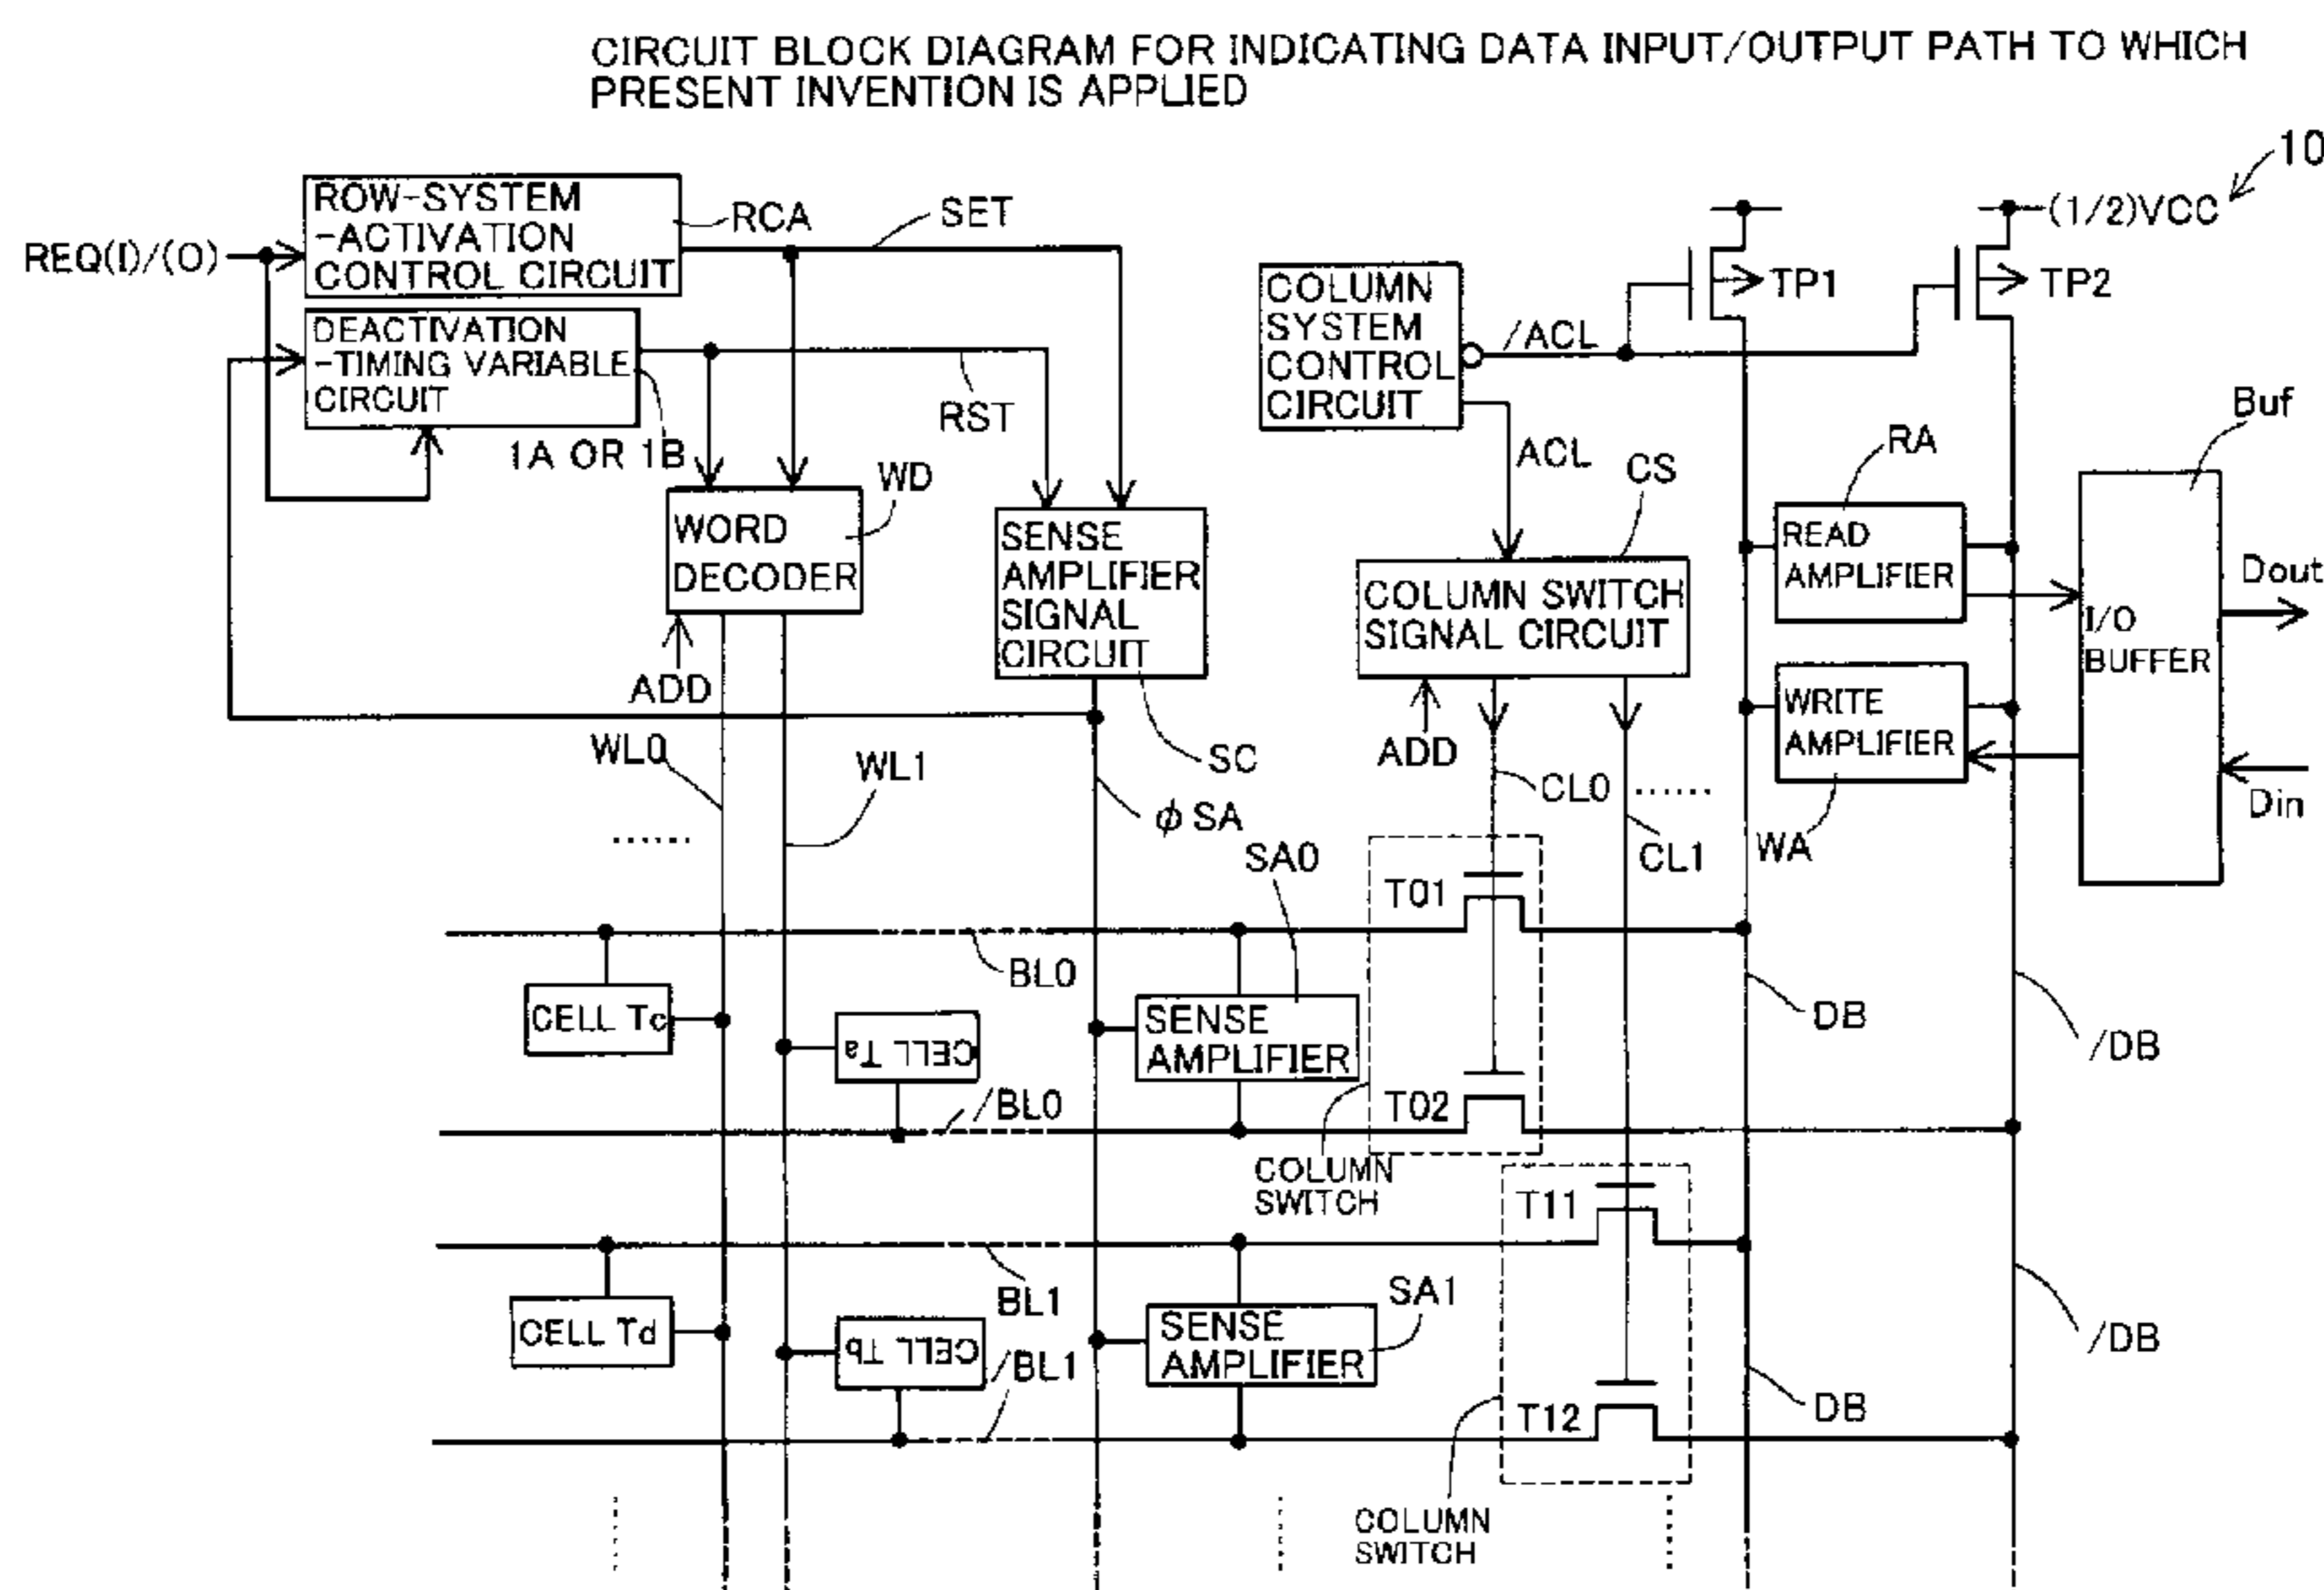 CIRCUIT BLOCK DIAGRAM FOR INDICATING DATA INPUT/OUTPUT PATH TO WHICH
PRESENT INVENTION IS APPLIED
10
REQ(I)/(O)
ROW-SYSTEM
-ACTIVATION
CONTROL CIRCUIT
RCA
SET
DEACTIVATION
-TIMING VARIABLE
CIRCUIT
1A OR 1B
RST
COLUMN
SYSTEM
CONTROL
CIRCUIT
/ACL
ACL
TP1
(1/2)VCC
TP2
WD
WORD
DECODER
ADD
SENSE
AMPLIFIER
SIGNAL
CIRCUIT
SC
CS
COLUMN SWITCH
SIGNAL CIRCUIT
ADD
RA
READ
AMPLIFIER
WRITE
AMPLIFIER
WA
Buf
I/O
BUFFER
Dout
Din
WL0
WL1
φ SA
CL0
......
CL1
......
SA0
T01
BL0
CELL Tc
CELL Ta
SENSE
AMPLIFIER
DB
/DB
/BL0
T02
COLUMN
SWITCH
T11
BL1
CELL Td
CELL Tb
SENSE
AMPLIFIER
SA1
/DB
/BL1
T12
DB
COLUMN
SWITCH